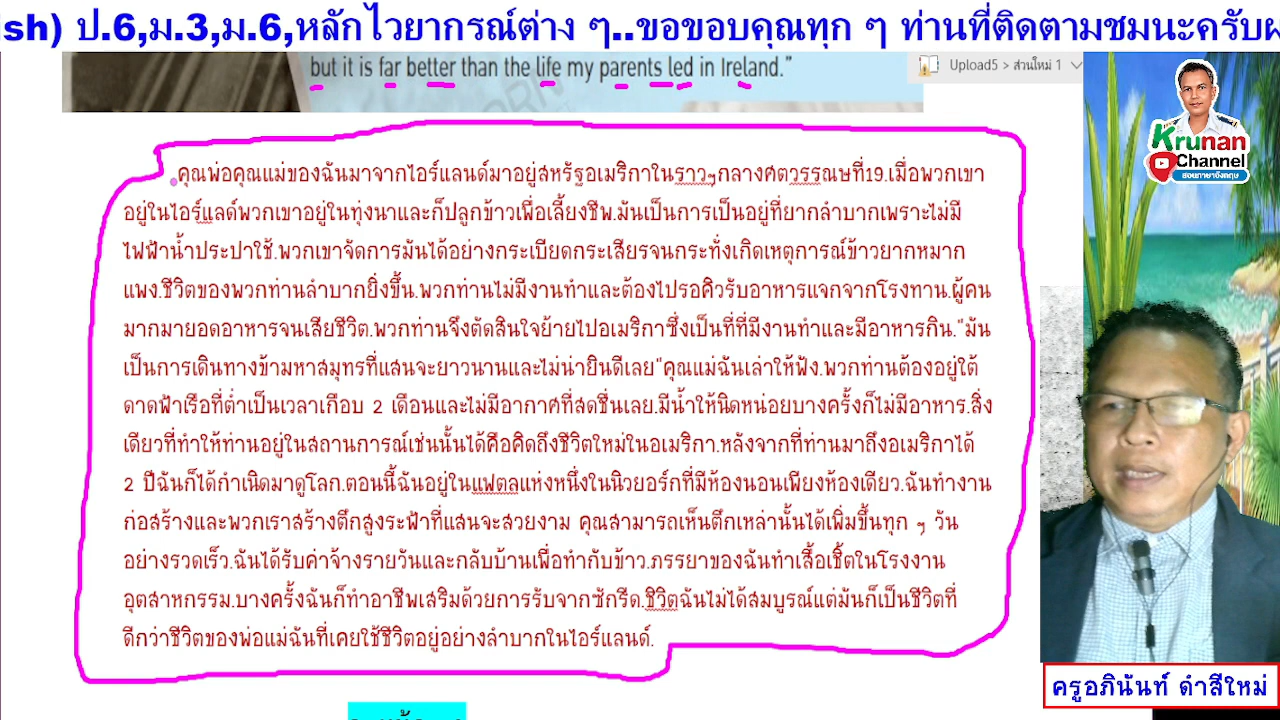 ish) ป.6,ม.3,ม.6,หลักไวยากรณ์ต่าง ๆ..ขอขอบคุณทุก ๆ ท่านที่ติดตามชมนะครับผ
but it is far better than the life my parents led in Ireland.”
Upload5 > ส่วนใหม่ 1
Krunan
Channel
สอนภาษาอังกฤษ
คุณพ่อคุณแม่ของฉันมาจากไอร์แลนด์มาอยู่สหรัฐอเมริกาในราวๆกลางศตวรรณษที่19.เมื่อพวกเขา
อยู่ในไอร์แลด์พวกเขาอยู่ในทุ่งนาและก็ปลูกข้าวเพื่อเลี้ยงชีพ.มันเป็นการเป็นอยู่ที่ยากลำบากเพราะไม่มี
ไฟฟ้าน้ำประปาใช้.พวกเขาจัดการมันได้อย่างกระเบียดกระเสียรจนกระทั่งเกิดเหตุการณ์ข้าวยากหมาก
แพง.ชีวิตของพวกท่านลำบากยิ่งขึ้น.พวกท่านไม่มีงานทำและต้องไปรอคิวรับอาหารแจกจากโรงทาน.ผู้คน
มากมายอดอาหารจนเสียชีวิต.พวกท่านจึงตัดสินใจย้ายไปอเมริกาซึ่งเป็นที่ที่มีงานทำและมีอาหารกิน."มัน
เป็นการเดินทางข้ามมหาสมุทรที่แสนจะยาวนานและไม่น่ายินดีเลย"คุณแม่ฉันเล่าให้ฟัง.พวกท่านต้องอยู่ใต้
ดาดฟ้าเรือที่ต่ำเป็นเวลาเกือบ 2 เดือนและไม่มีอากาศที่สดชื่นเลย.มีน้ำให้นิดหน่อยบางครั้งก็ไม่มีอาหาร.สิ่ง
เดียวที่ทำให้ท่านอยู่ในสถานการณ์เช่นนั้นได้คือคิดถึงชีวิตใหม่ในอเมริกา.หลังจากที่ท่านมาถึงอเมริกาได้
2 ปีฉันก็ได้กำเนิดมาดูโลก.ตอนนี้ฉันอยู่ในแฟตลแห่งหนึ่งในนิวยอร์กที่มีห้องนอนเพียงห้องเดียว.ฉันทำงาน
ก่อสร้างและพวกเราสร้างตึกสูงระฟ้าที่แสนจะสวยงาม คุณสามารถเห็นตึกเหล่านั้นได้เพิ่มขึ้นทุก ๆ วัน
อย่างรวดเร็ว.ฉันได้รับค่าจ้างรายวันและกลับบ้านเพื่อทำกับข้าว.ภรรยาของฉันทำเสื้อเชิ้ตในโรงงาน
อุตสาหกรรม.บางครั้งฉันก็ทำอาชีพเสริมด้วยการรับจากซักรีด.ชิวิตฉันไม่ได้สมบูรณ์แต่มันก็เป็นชีวิตที่
ดีกว่าชีวิตของพ่อแม่ฉันที่เคยใช้ชีวิตอยู่อย่างลำบากในไอร์แลนด์.
ครูอภินันท์ ดำสีใหม่